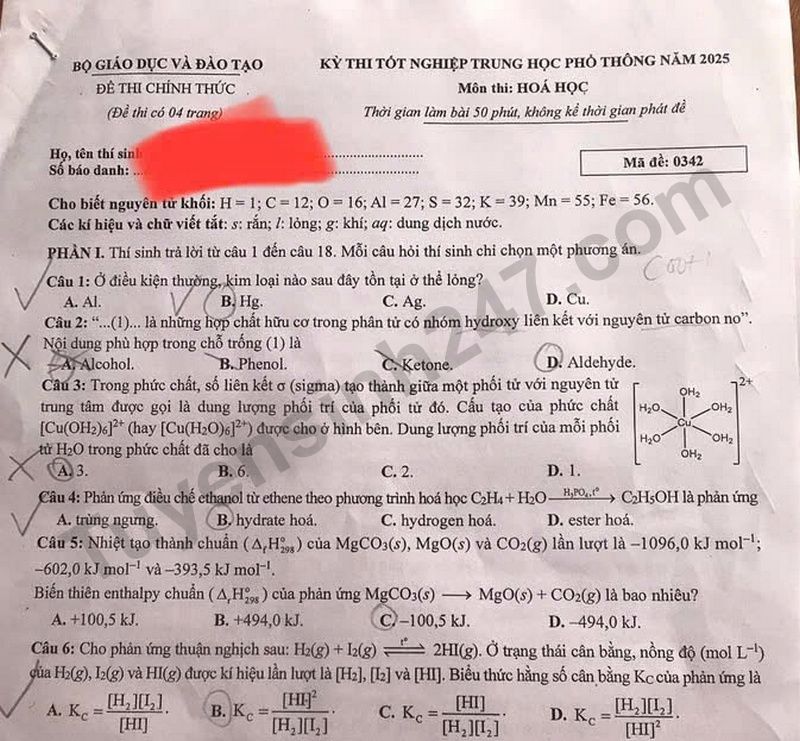 BỘ GIÁO DỤC VÀ ĐÀO TẠO
ĐỀ THI CHÍNH THỨC
(Đề thi có 04 trang)
KỲ THI TỐT NGHIỆP TRUNG HỌC PHỔ THÔNG NĂM 2025
Môn thi: HOÁ HỌC
Thời gian làm bài 50 phút, không kể thời gian phát đề
Họ, tên thí sinh
Số báo danh:
Mã đề: 0342
Cho biết nguyên tử khối: H = 1; C = 12; O = 16; Al = 27; S = 32; K = 39; Mn = 55; Fe = 56.
Các kí hiệu và chữ viết tắt: s: rắn; l: lỏng; g: khí; aq: dung dịch nước.
PHẦN I. Thí sinh trả lời từ câu 1 đến câu 18. Mỗi câu hỏi thí sinh chỉ chọn một phương án.
Câu 1: Ở điều kiện thường, kim loại nào sau đây tồn tại ở thể lỏng?
A. Al. B. Hg. C. Ag. D. Cu.
Câu 2: “...(1)... là những hợp chất hữu cơ trong phân tử có nhóm hydroxy liên kết với nguyên tử carbon no”.
Nội dung phù hợp trong chỗ trống (1) là
A. Alcohol. B. Phenol. C. Ketone. D. Aldehyde.
Câu 3: Trong phức chất, số liên kết σ (sigma) tạo thành giữa một phối tử với nguyên tử
trung tâm được gọi là dung lượng phối trí của phối tử đó. Cấu tạo của phức chất
[Cu(OH₂)₆]²⁺ (hay [Cu(H₂O)₆]²⁺) được cho ở hình bên. Dung lượng phối trí của mỗi phối
tử H₂O trong phức chất đã cho là
A. 3. B. 6. C. 2. D. 1.
OH₂ 2+
H₂O OH₂
Cu
H₂O OH₂
OH₂
Câu 4: Phản ứng điều chế ethanol từ ethene theo phương trình hoá học C₂H₄ + H₂O —H₃PO₄, t°→ C₂H₅OH là phản ứng
A. trùng ngưng. B. hydrate hoá. C. hydrogen hoá. D. ester hoá.
Câu 5: Nhiệt tạo thành chuẩn (Δ_fH°₂₉₈) của MgCO₃(s), MgO(s) và CO₂(g) lần lượt là –1096,0 kJ mol⁻¹;
–602,0 kJ mol⁻¹ và –393,5 kJ mol⁻¹.
Biến thiên enthalpy chuẩn (Δ_rH°₂₉₈) của phản ứng MgCO₃(s) ⟶ MgO(s) + CO₂(g) là bao nhiêu?
A. +100,5 kJ. B. +494,0 kJ. C. –100,5 kJ. D. –494,0 kJ.
Câu 6: Cho phản ứng thuận nghịch sau: H₂(g) + I₂(g) ⇌ t° 2HI(g). Ở trạng thái cân bằng, nồng độ (mol L⁻¹)
của H₂(g), I₂(g) và HI(g) được kí hiệu lần lượt là [H₂], [I₂] và [HI]. Biểu thức hằng số cân bằng K_C của phản ứng là
A. K_C = [H₂][I₂]/[HI]. B. K_C = [HI]²/[H₂][I₂]. C. K_C = [HI]/[H₂][I₂]. D. K_C = [H₂][I₂]/[HI]².
Tuyensinh247.com